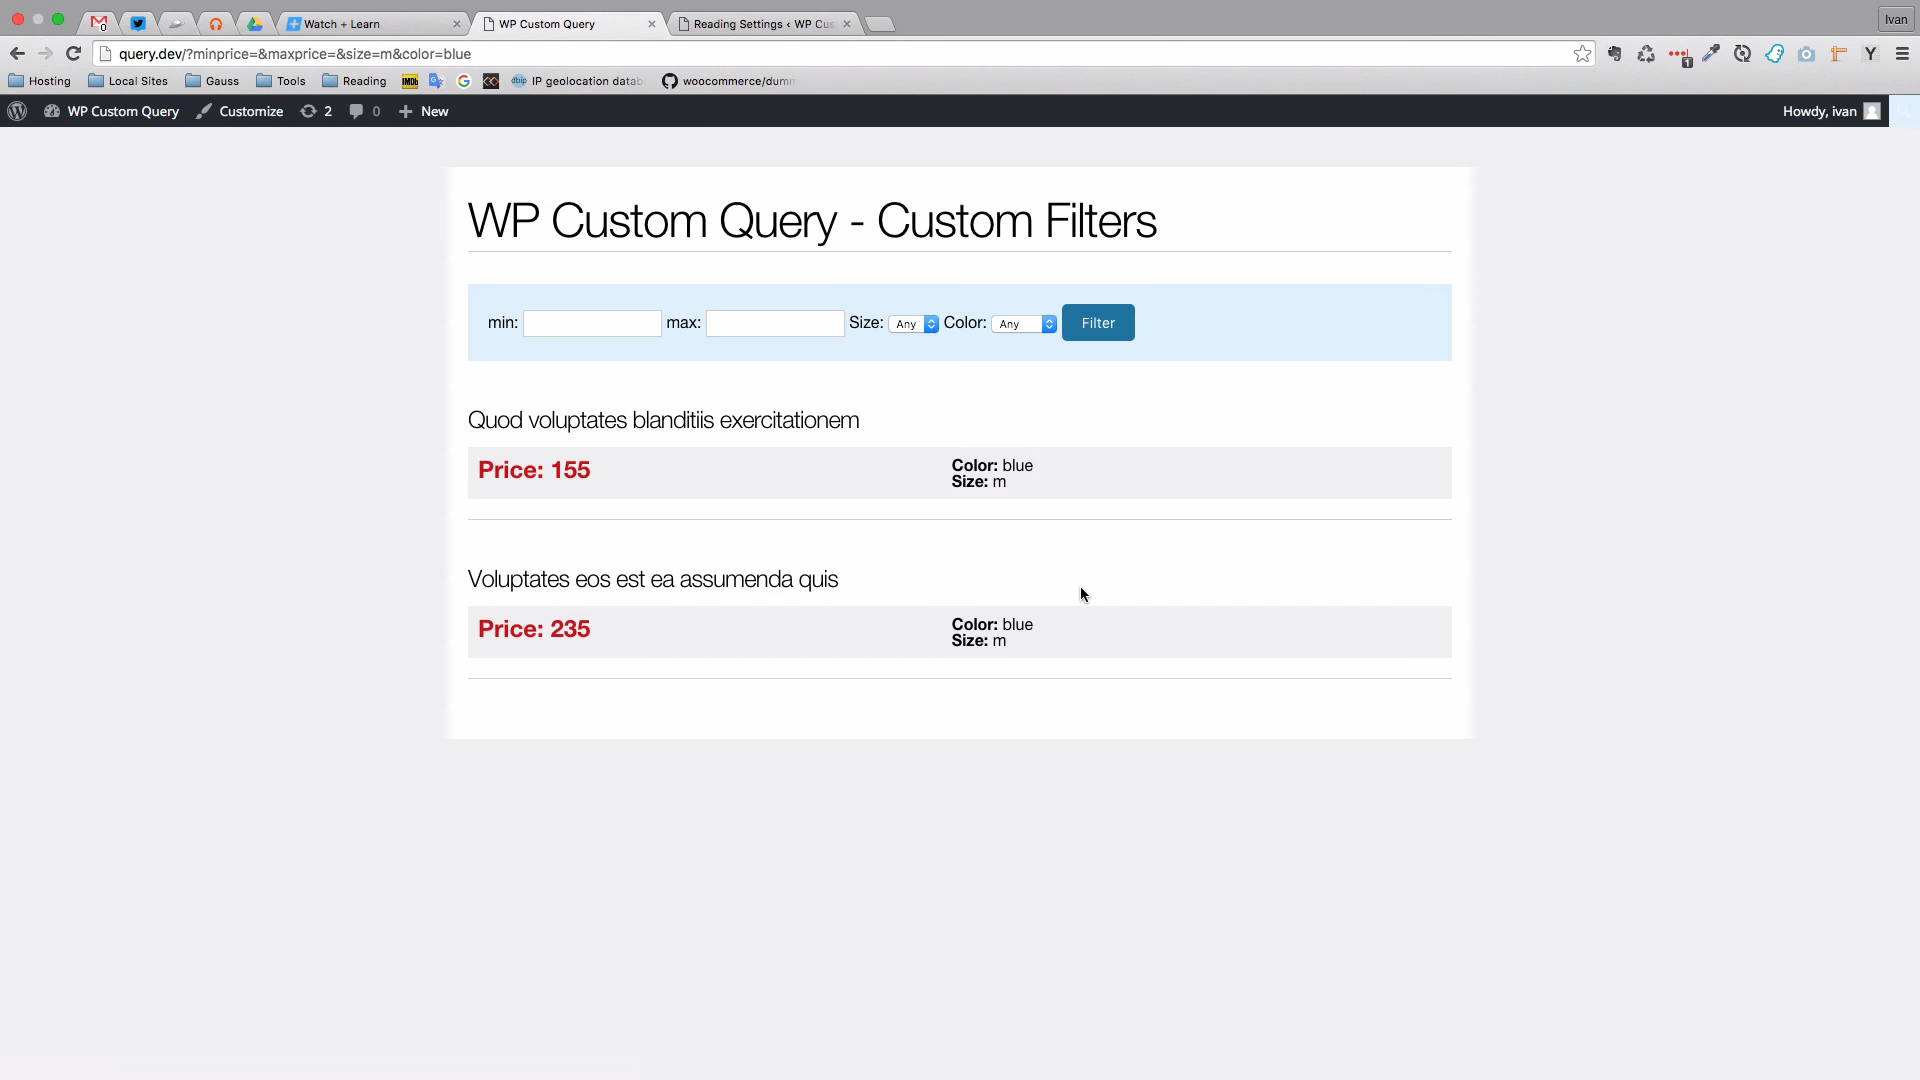 Watch + Learn
WP Custom Query
Reading Settings ‹ WP Cus
Ivan
query.dev/?minprice=&maxprice=&size=m&color=blue
1
Hosting
Local Sites
Gauss
Tools
Reading
IMDb
IP geolocation datab
woocommerce/dumm
WP Custom Query
Customize
2
0
New
Howdy, ivan
WP Custom Query - Custom Filters
min: max: Size: Any Color: Any Filter
Quod voluptates blanditiis exercitationem
Price: 155
Color: blue
Size: m
Voluptates eos est ea assumenda quis
Price: 235
Color: blue
Size: m